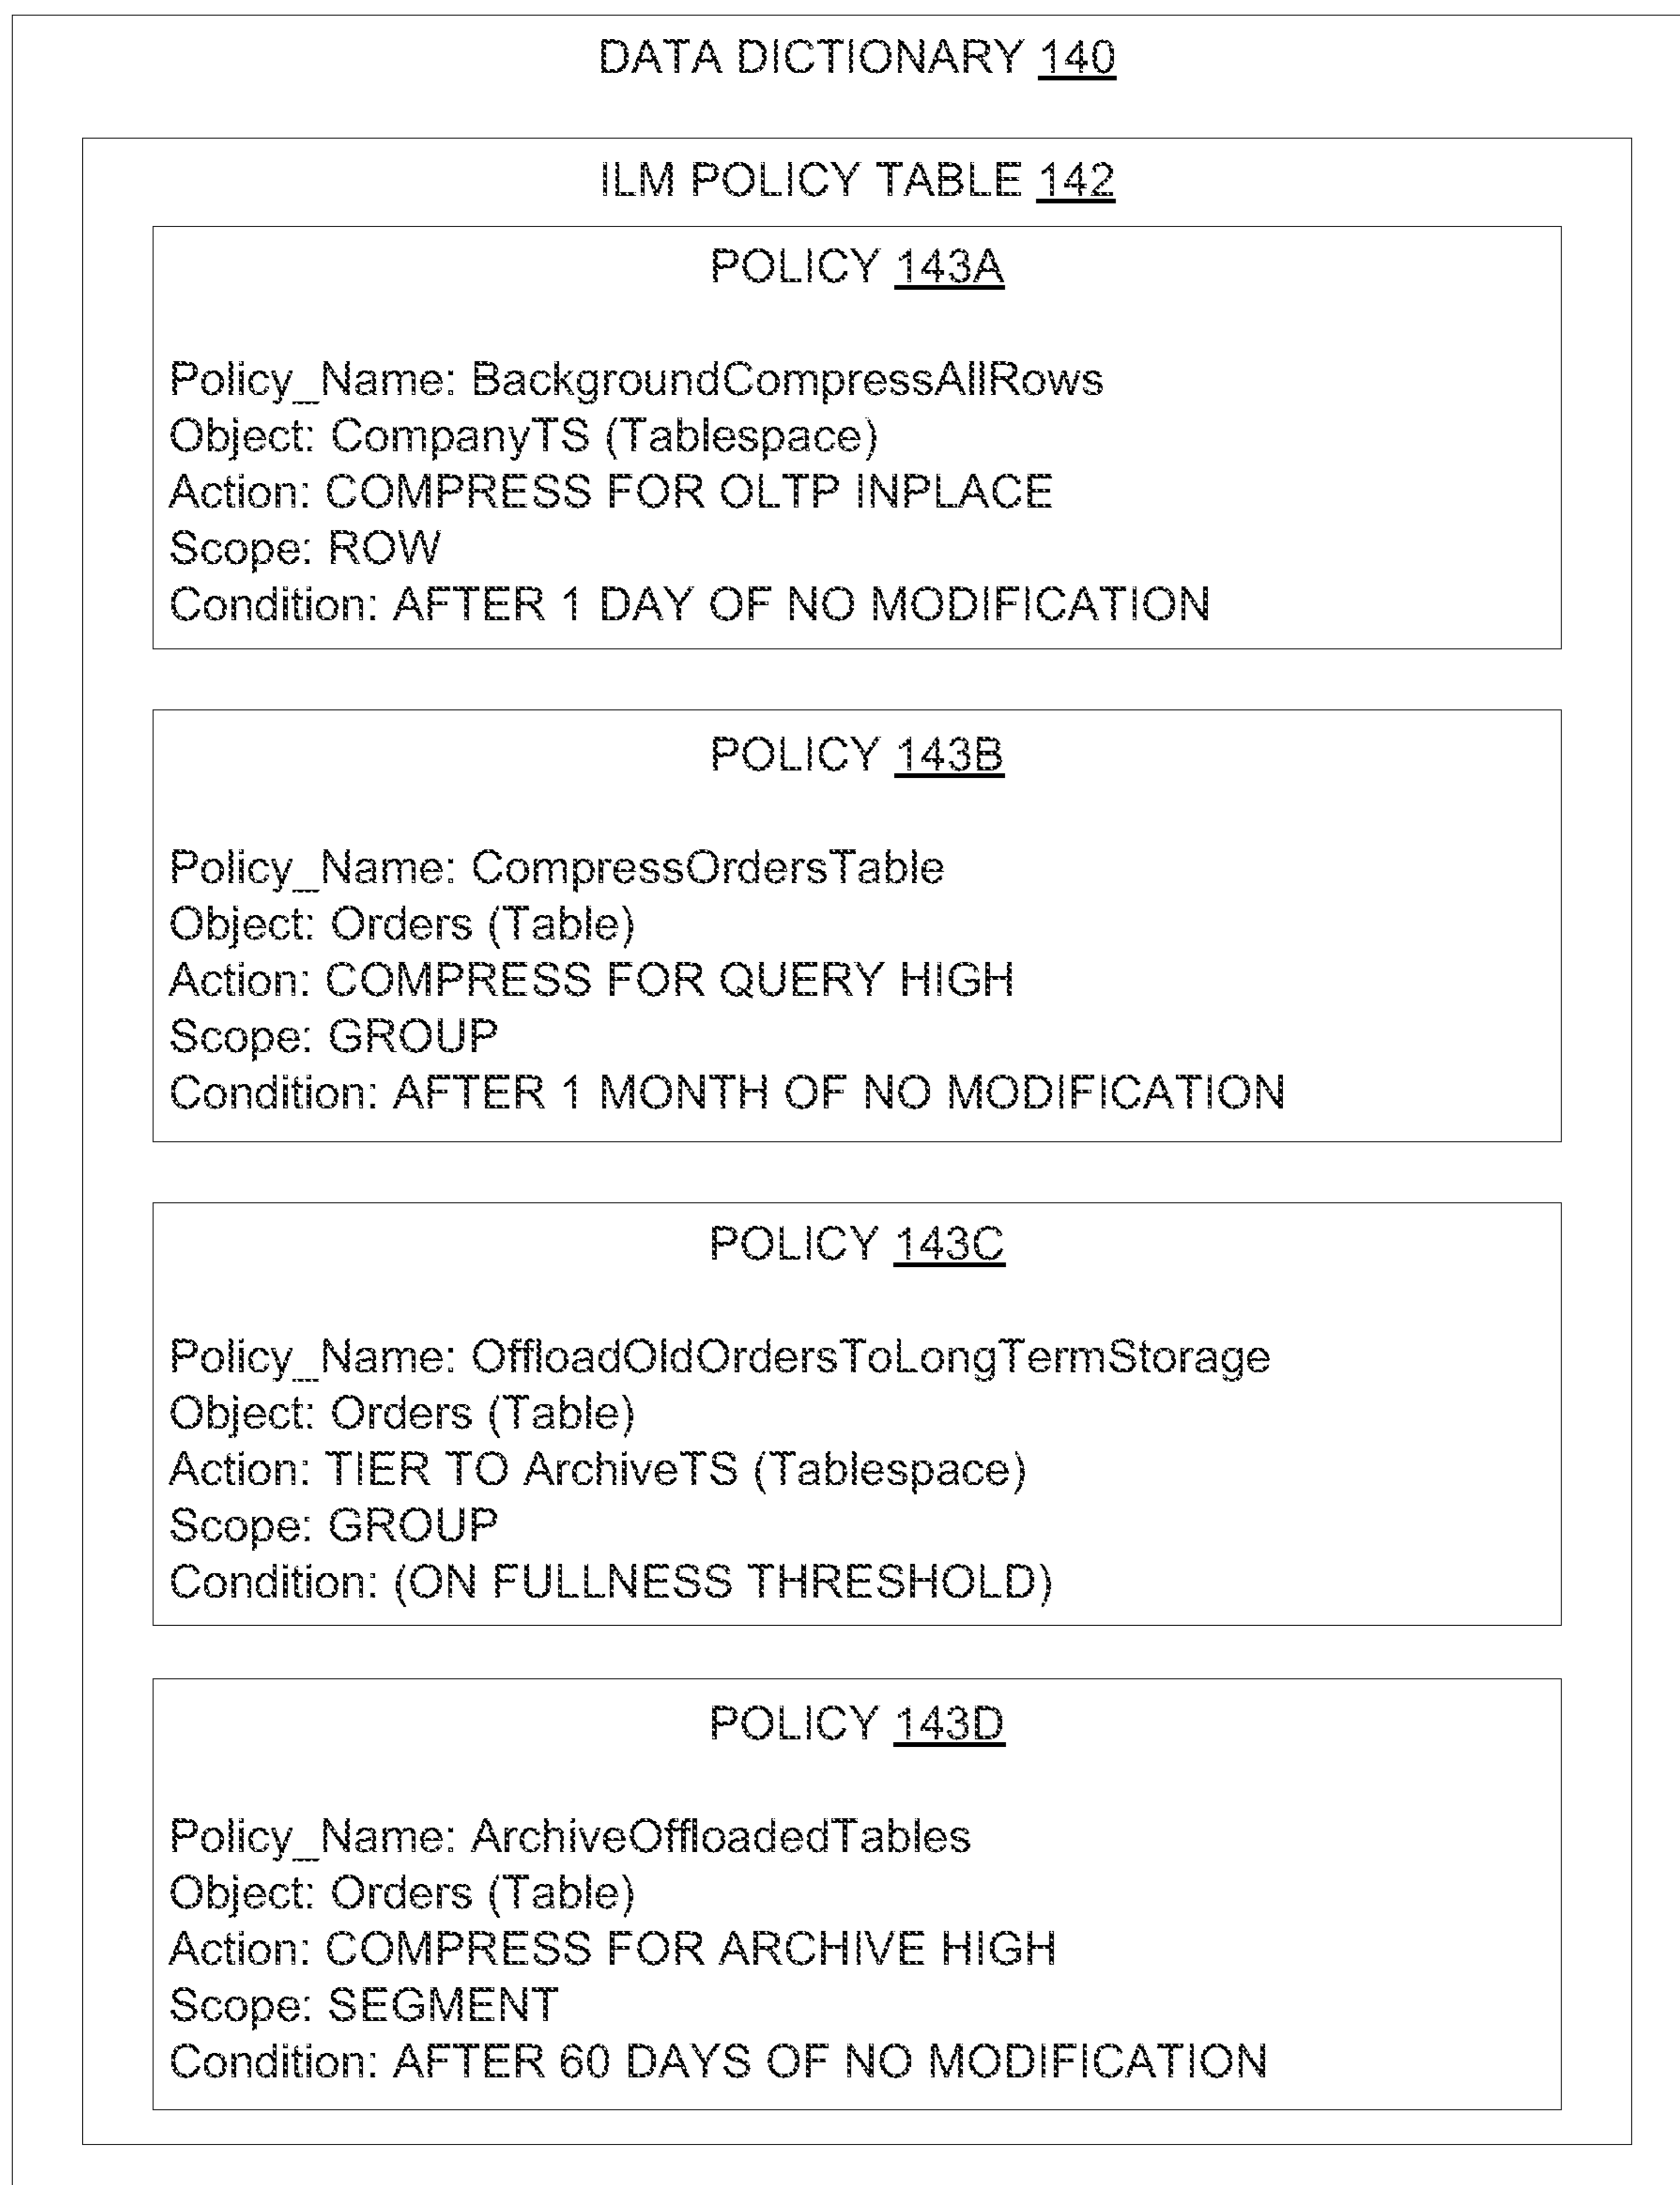 DATA DICTIONARY 140
ILM POLICY TABLE 142
POLICY 143A
Policy_Name: BackgroundCompressAllRows
Object: CompanyTS (Tablespace)
Action: COMPRESS FOR OLTP INPLACE
Scope: ROW
Condition: AFTER 1 DAY OF NO MODIFICATION
POLICY 143B
Policy_Name: CompressOrdersTable
Object: Orders (Table)
Action: COMPRESS FOR QUERY HIGH
Scope: GROUP
Condition: AFTER 1 MONTH OF NO MODIFICATION
POLICY 143C
Policy_Name: OffloadOldOrdersToLongTermStorage
Object: Orders (Table)
Action: TIER TO ArchiveTS (Tablespace)
Scope: GROUP
Condition: (ON FULLNESS THRESHOLD)
POLICY 143D
Policy_Name: ArchiveOffloadedTables
Object: Orders (Table)
Action: COMPRESS FOR ARCHIVE HIGH
Scope: SEGMENT
Condition: AFTER 60 DAYS OF NO MODIFICATION